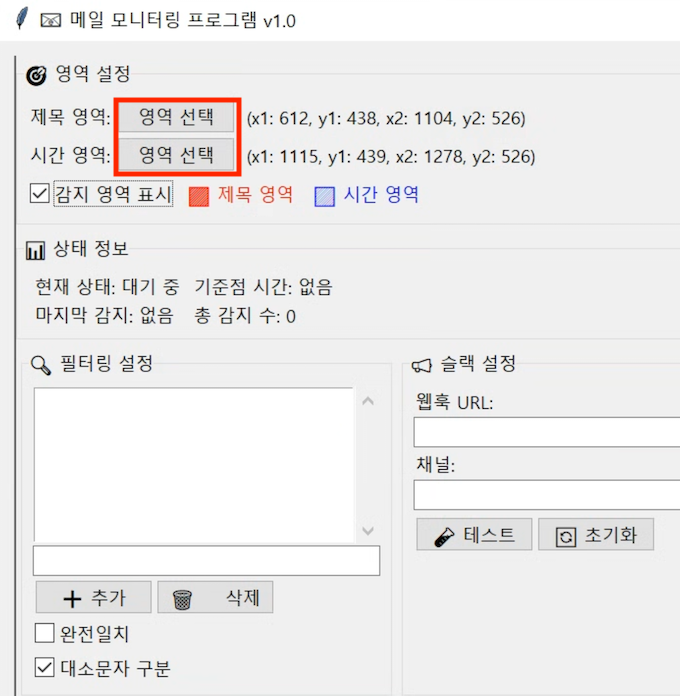 메일 모니터링 프로그램 v1.0
영역 설정
제목 영역: 영역 선택 (x1: 612, y1: 438, x2: 1104, y2: 526)
시간 영역: 영역 선택 (x1: 1115, y1: 439, x2: 1278, y2: 526)
감지 영역 표시 제목 영역 시간 영역
상태 정보
현재 상태: 대기 중 기준점 시간: 없음
마지막 감지: 없음 총 감지 수: 0
필터링 설정
추가 삭제
완전일치
대소문자 구분
슬랙 설정
웹훅 URL:
채널:
테스트 초기화